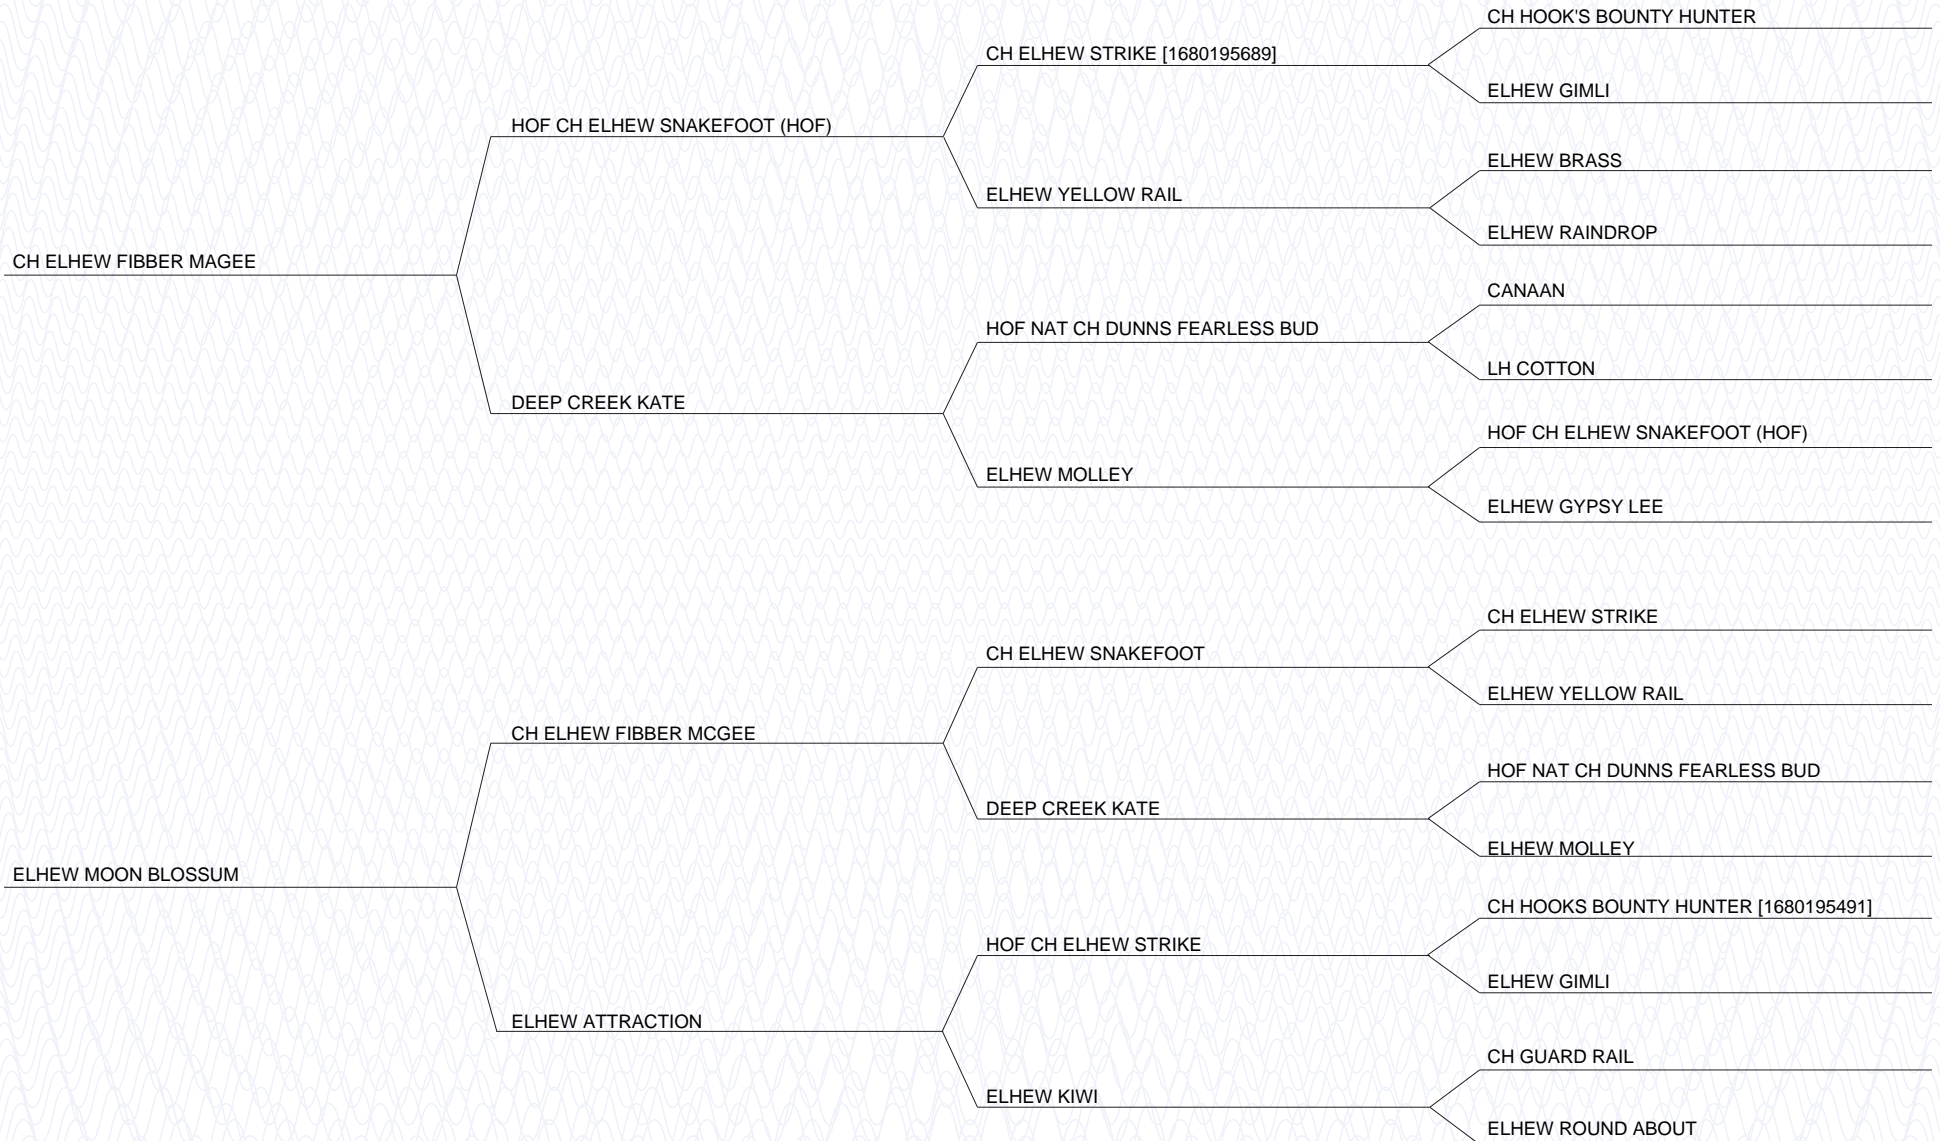 CH HOOK'S BOUNTY HUNTER
CH ELHEW STRIKE [1680195689]
ELHEW GIMLI
HOF CH ELHEW SNAKEFOOT (HOF)
ELHEW BRASS
ELHEW YELLOW RAIL
ELHEW RAINDROP
CH ELHEW FIBBER MAGEE
CANAAN
HOF NAT CH DUNNS FEARLESS BUD
LH COTTON
DEEP CREEK KATE
HOF CH ELHEW SNAKEFOOT (HOF)
ELHEW MOLLEY
ELHEW GYPSY LEE
CH ELHEW STRIKE
CH ELHEW SNAKEFOOT
ELHEW YELLOW RAIL
CH ELHEW FIBBER MCGEE
HOF NAT CH DUNNS FEARLESS BUD
DEEP CREEK KATE
ELHEW MOLLEY
ELHEW MOON BLOSSUM
CH HOOKS BOUNTY HUNTER [1680195491]
HOF CH ELHEW STRIKE
ELHEW GIMLI
ELHEW ATTRACTION
CH GUARD RAIL
ELHEW KIWI
ELHEW ROUND ABOUT